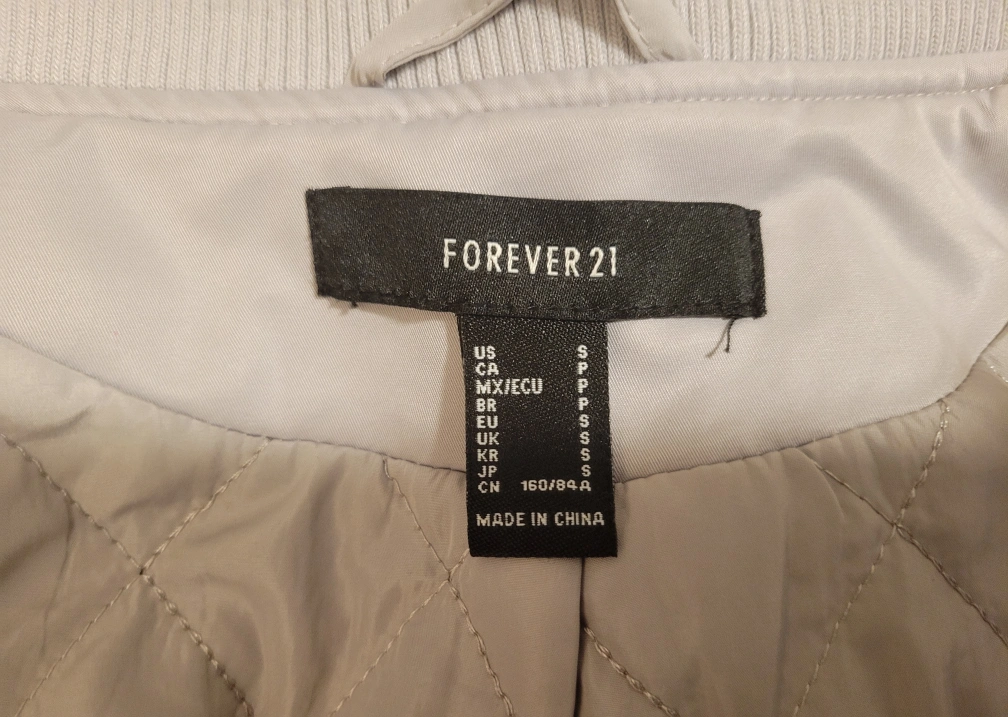 FOREVER 21
US S
CA P
MX/ECU P
BR P
EU S
UK S
KR S
JP S
CN 160/84A
MADE IN CHINA